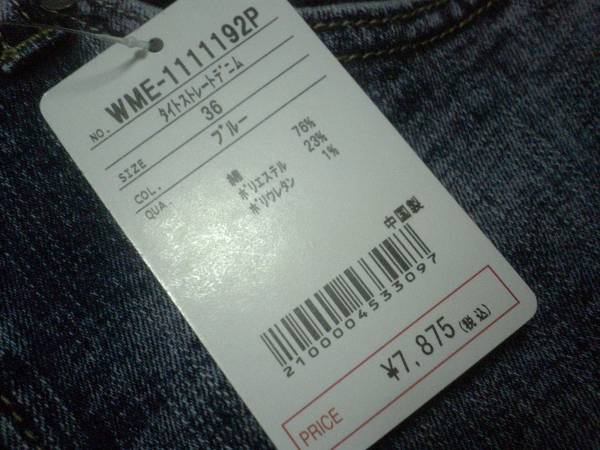 NO. WME-1111192P
タイトストレートデニム
SIZE 36
COL. ブルー
QUA. 綿 76%
ポリエステル 23%
ポリウレタン 1%
中国製
2100004533097
PRICE ¥7,875(税込)